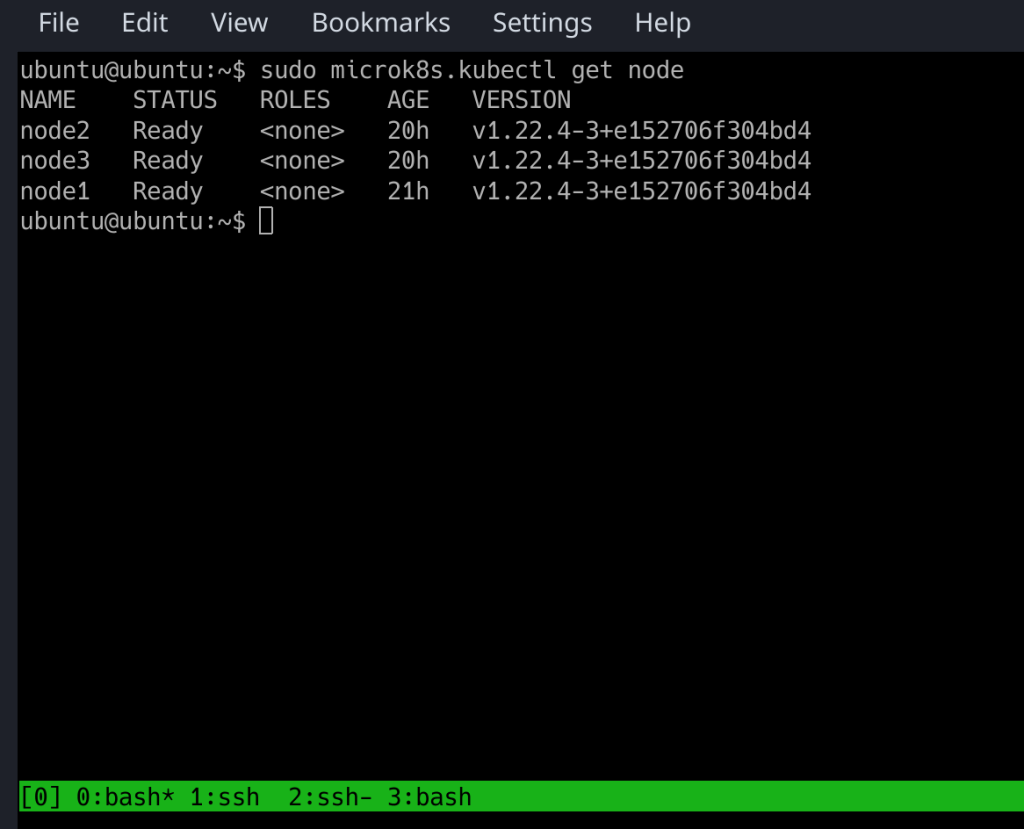 File Edit View Bookmarks Settings Help
ubuntu@ubuntu:~$ sudo microk8s.kubectl get node
NAME    STATUS   ROLES    AGE   VERSION
node2   Ready    <none>   20h   v1.22.4-3+e152706f304bd4
node3   Ready    <none>   20h   v1.22.4-3+e152706f304bd4
node1   Ready    <none>   21h   v1.22.4-3+e152706f304bd4
ubuntu@ubuntu:~$
[0] 0:bash* 1:ssh  2:ssh- 3:bash